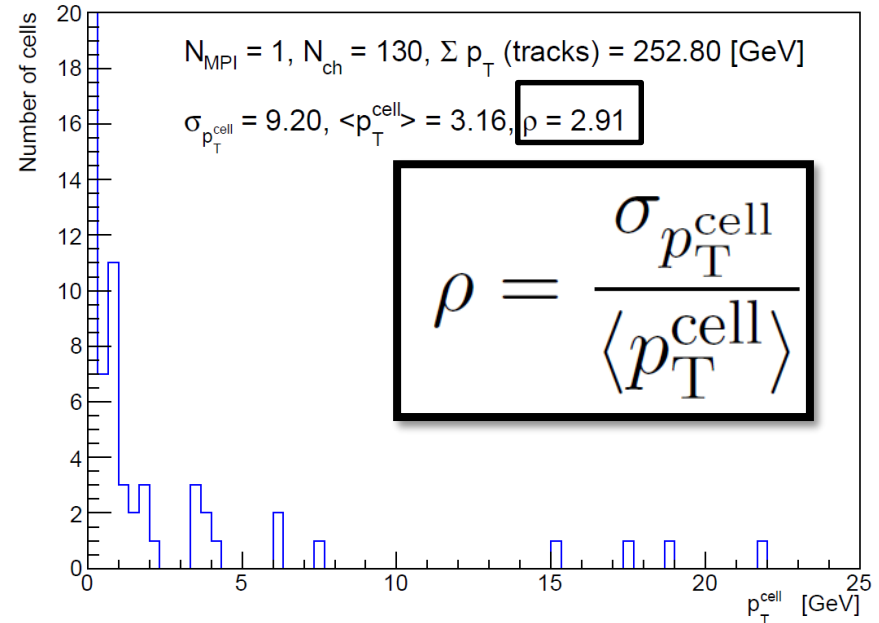 Number of cells
N_MPI = 1, N_ch = 130, Σ p_T (tracks) = 252.80 [GeV]
σ_{p_T^cell} = 9.20, <p_T^cell> = 3.16, ρ = 2.91
ρ = σ_{p_T^cell} / ⟨p_T^cell⟩
20
18
16
14
12
10
8
6
4
2
0
0 5 10 15 20 25
p_T^cell [GeV]